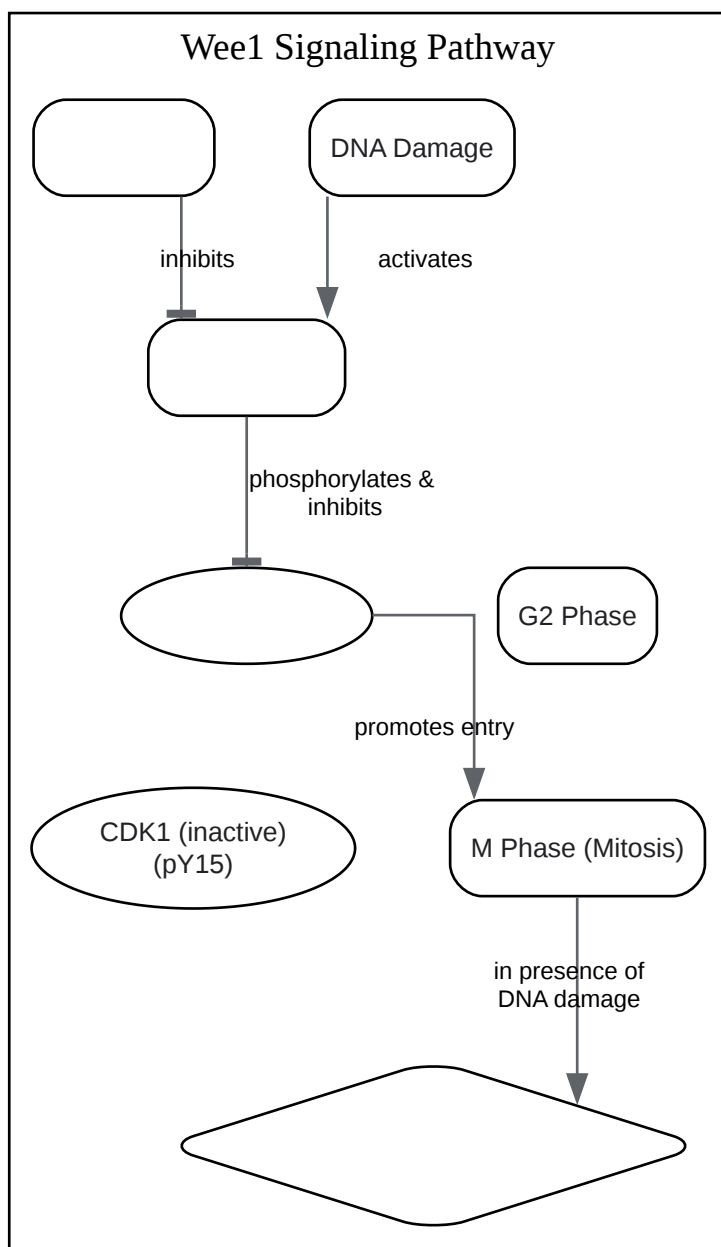 Wee1 Signaling Pathway
DNA Damage
inhibits
activates
phosphorylates &
inhibits
G2 Phase
promotes entry
CDK1 (inactive)
(pY15)
M Phase (Mitosis)
in presence of
DNA damage